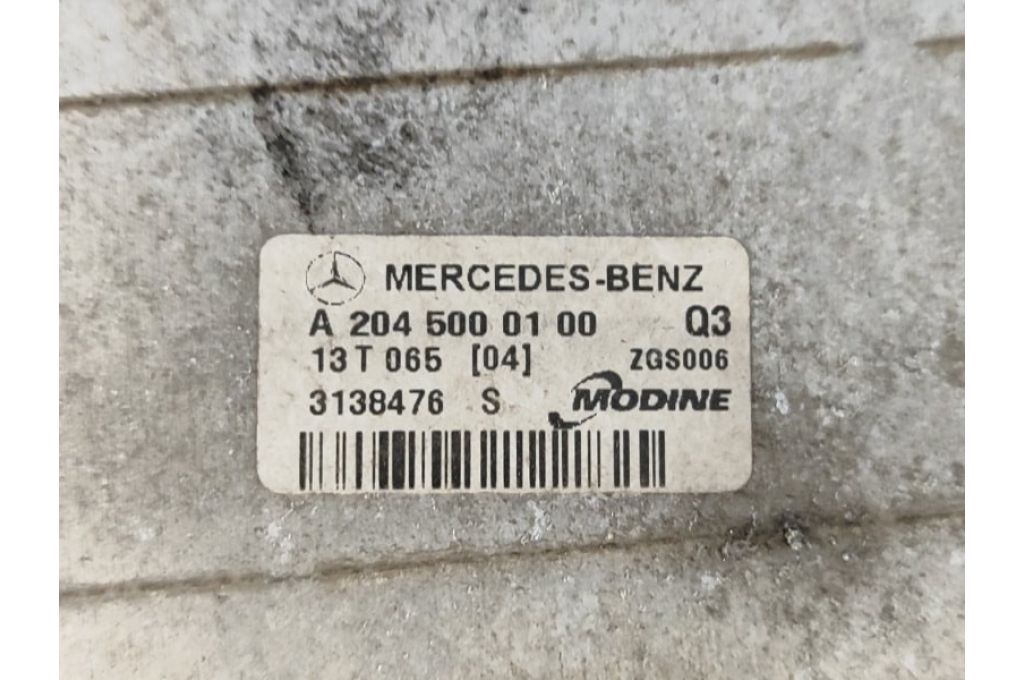 MERCEDES-BENZ
A 204 500 01 00 Q3
13 T 065 [04] ZGS006
3138476 S MODINE